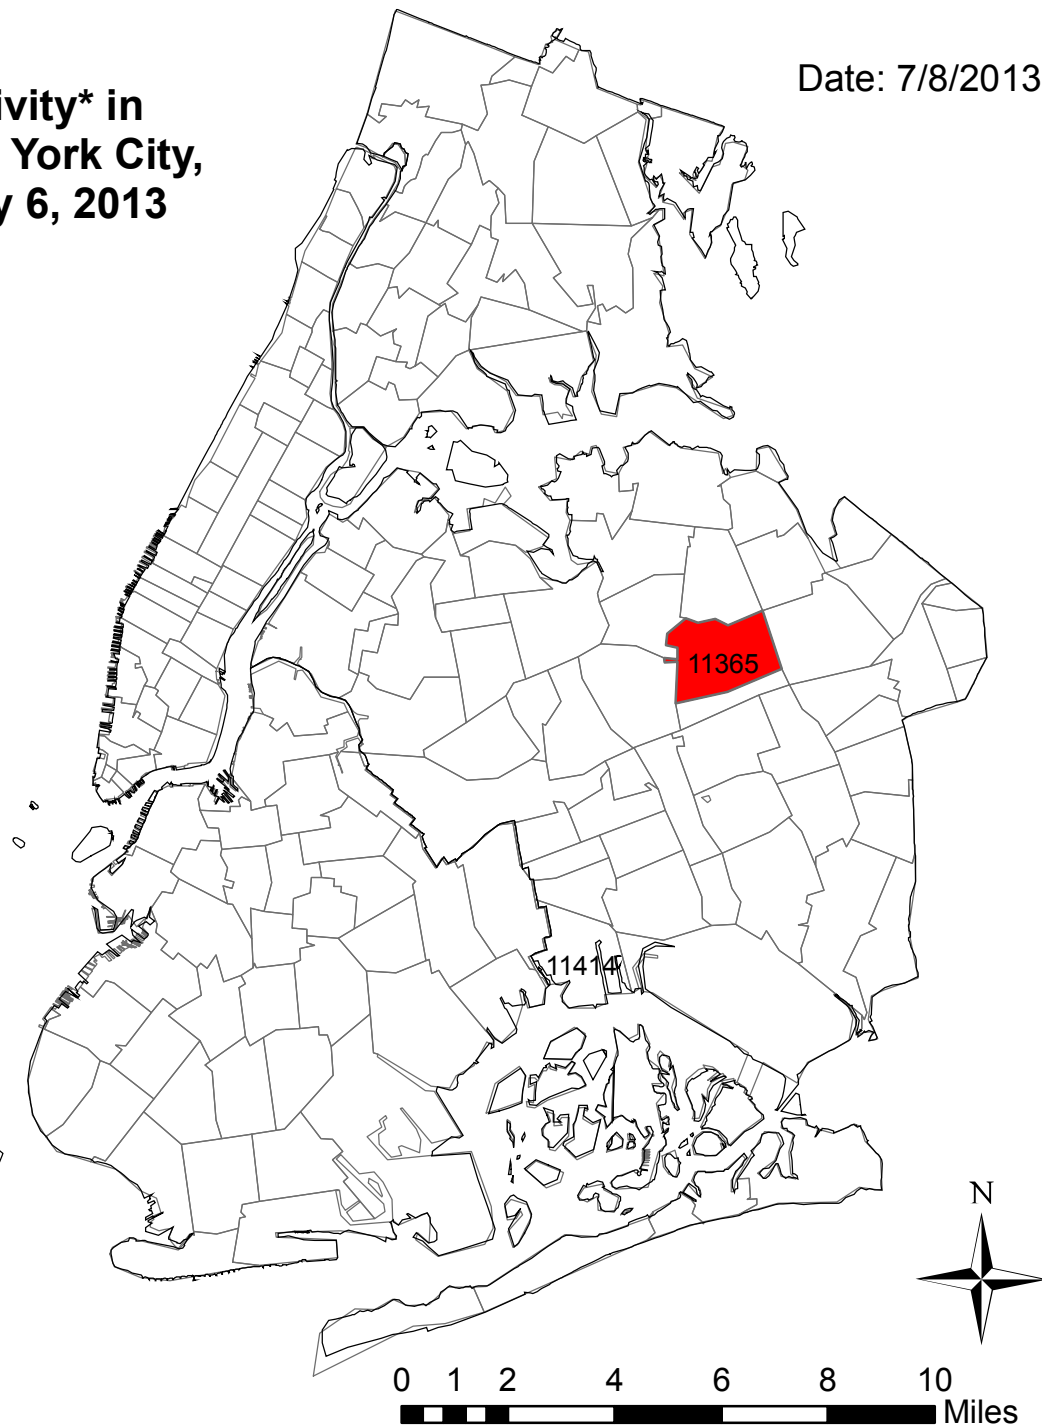 Date: 7/8/2013
ivity* in
York City,
y 6, 2013
11365
11414
N
0 1 2 4 6 8 10
Miles